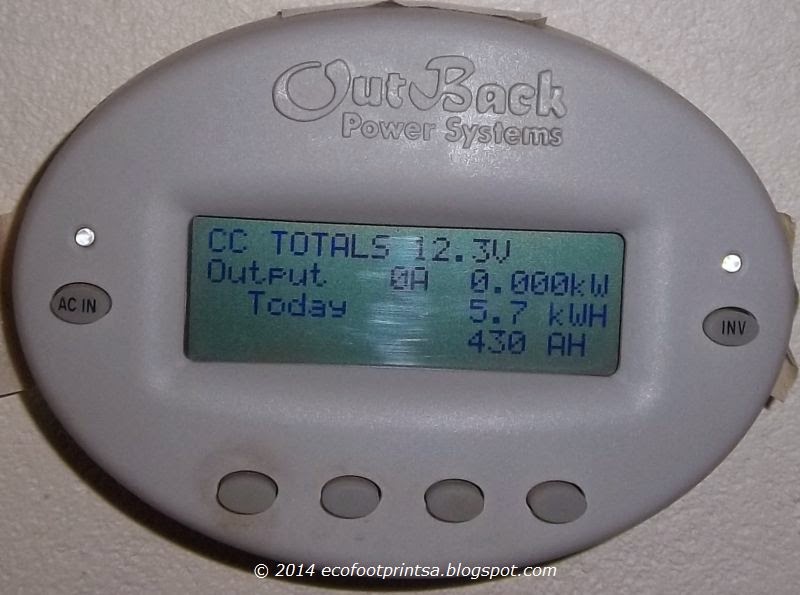 OutBack
Power Systems
CC TOTALS 12.3V
Output 0A 0.000kW
Today 5.7 kWH
430 AH
AC IN
INV
© 2014 ecofootprintsa.blogspot.com